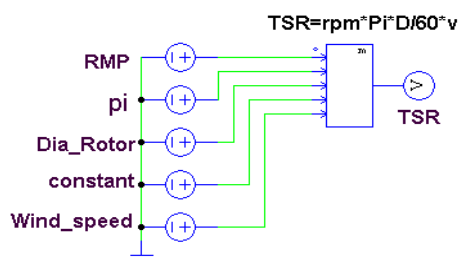 TSR=rpm*Pi*D/60*v
RMP
m
pi
V
TSR
Dia_Rotor
constant
Wind_speed